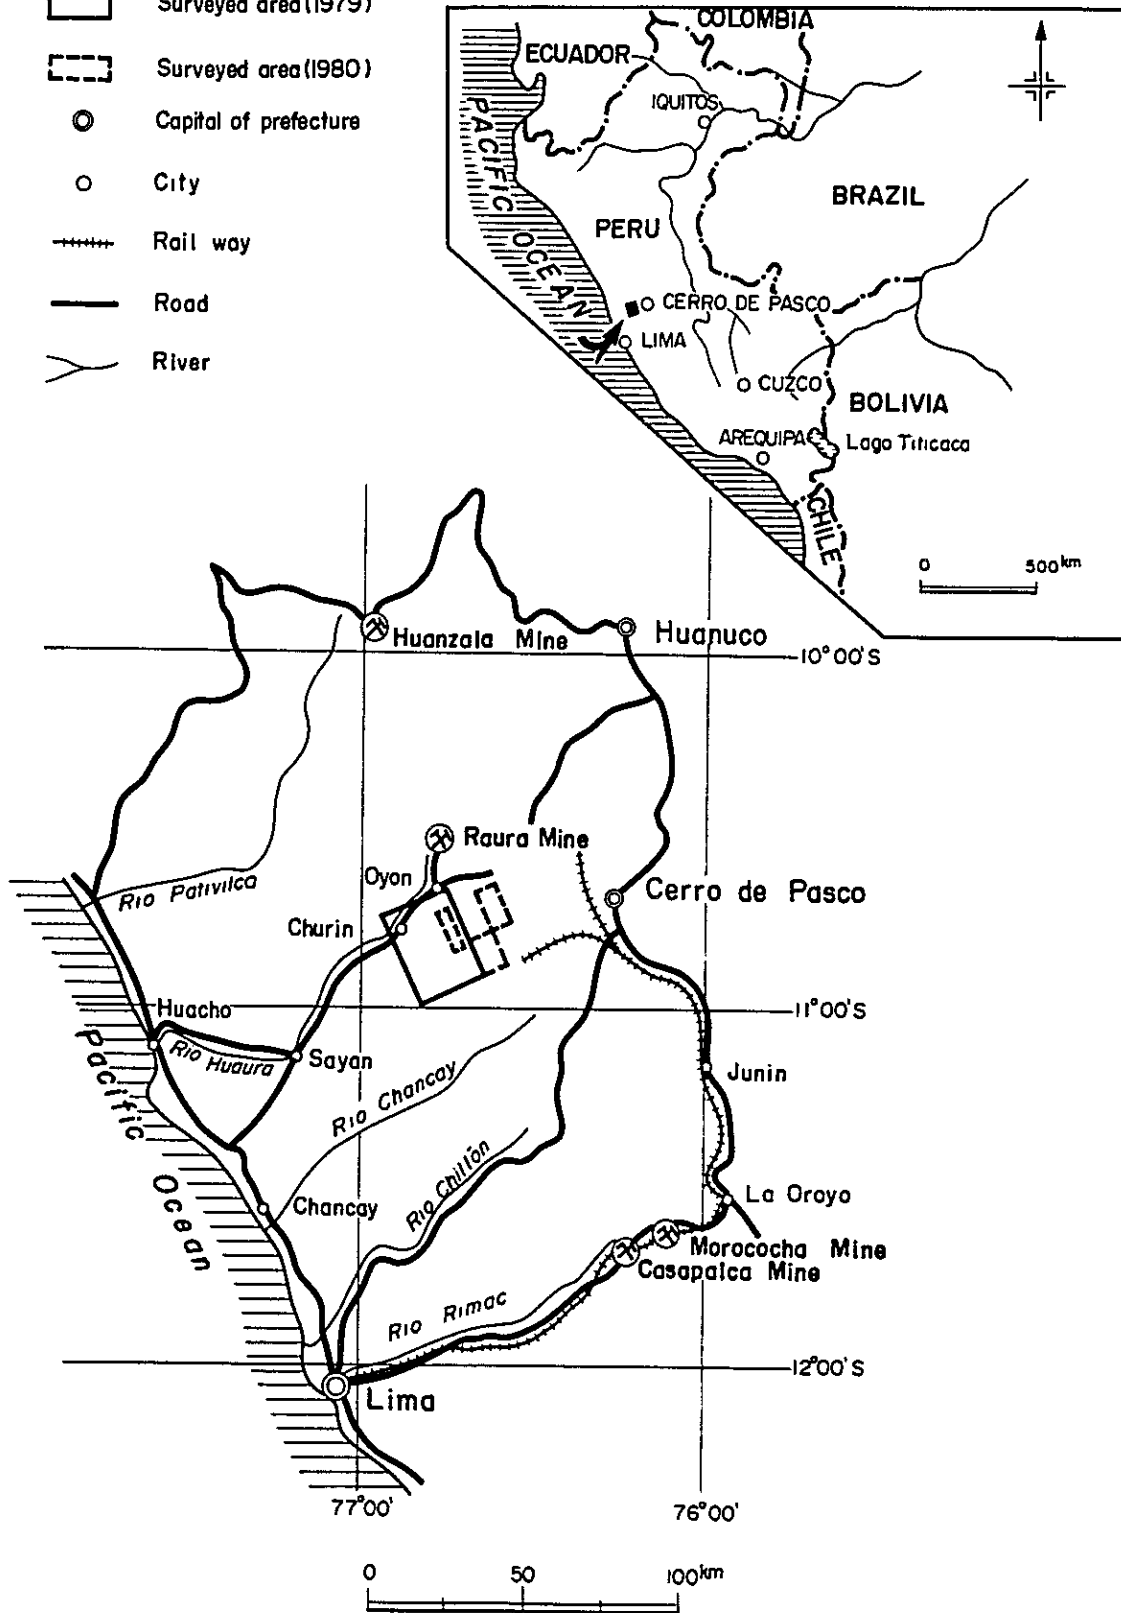 Surveyed area (1979)
Surveyed area (1980)
Capital of prefecture
City
Rail way
Road
River
COLOMBIA
ECUADOR
IQUITOS
PACIFIC OCEAN
BRAZIL
PERU
CERRO DE PASCO
LIMA
CUZCO
BOLIVIA
AREQUIPA
Lago Titicaca
CHILE
0 500km
Huanzala Mine
Huanuco
10°00'S
Raura Mine
Oyon
Rio Pativilca
Cerro de Pasco
Churin
11°00'S
Huacho
Rio Huaura
Sayan
Rio Chancay
Junin
Pacific Ocean
Rio Chillón
Chancay
La Oroya
Morococha Mine
Casapalca Mine
Rio Rimac
12°00'S
Lima
77°00'
76°00'
0 50 100km